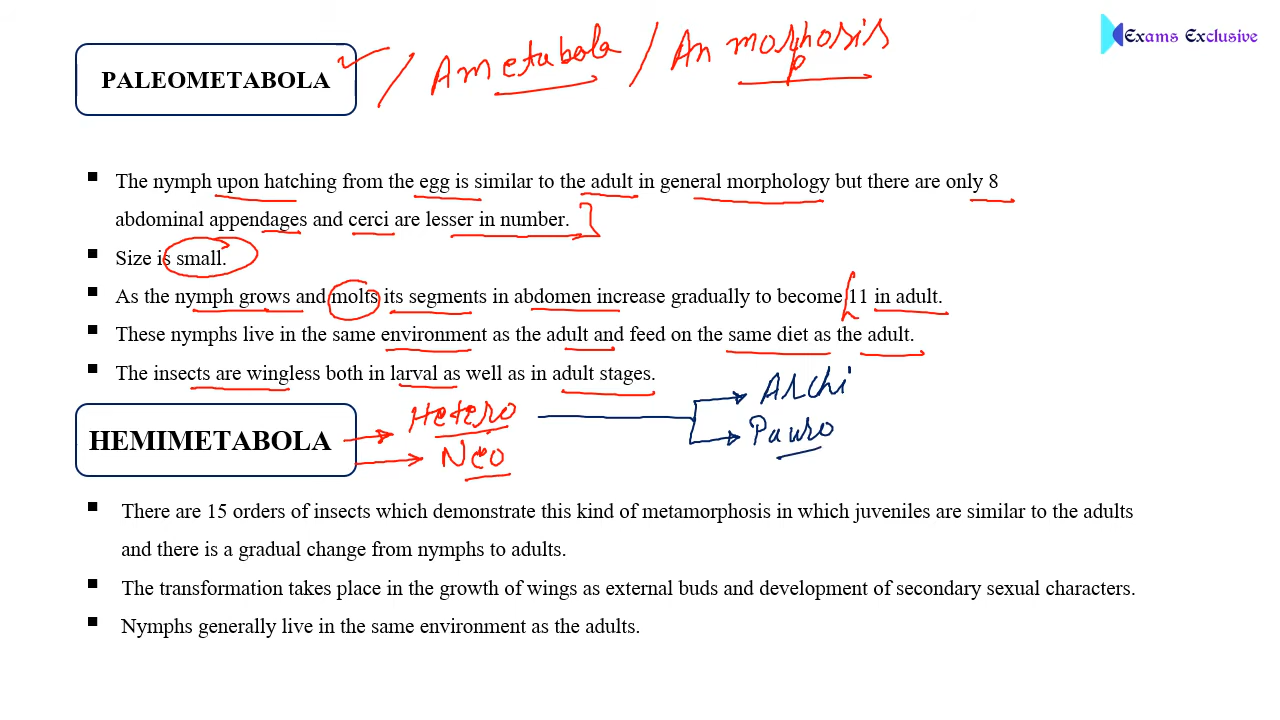 Exams Exclusive
PALEOMETABOLA / Ametabola / An morphosis
▪ The nymph upon hatching from the egg is similar to the adult in general morphology but there are only 8
abdominal appendages and cerci are lesser in number.
▪ Size is small.
▪ As the nymph grows and molts its segments in abdomen increase gradually to become 11 in adult.
▪ These nymphs live in the same environment as the adult and feed on the same diet as the adult.
▪ The insects are wingless both in larval as well as in adult stages.
HEMIMETABOLA
Hetero
Neo
Archi
Pauro
▪ There are 15 orders of insects which demonstrate this kind of metamorphosis in which juveniles are similar to the adults
and there is a gradual change from nymphs to adults.
▪ The transformation takes place in the growth of wings as external buds and development of secondary sexual characters.
▪ Nymphs generally live in the same environment as the adults.